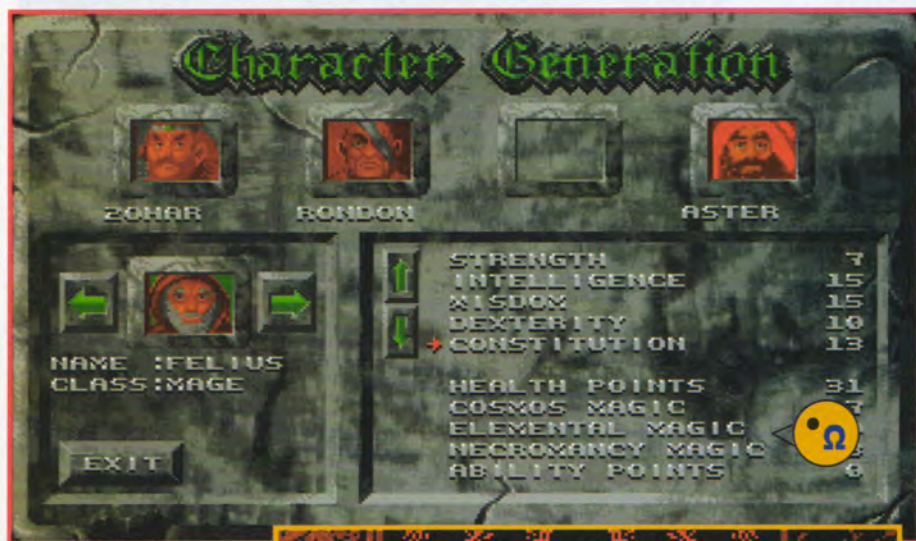 Character Generation
ZOHAR RONDON ASTER
STRENGTH 7
INTELLIGENCE 15
WISDOM 15
DEXTERITY 10
CONSTITUTION 13
NAME :FELIUS
CLASS:MAGE
HEALTH POINTS 31
COSMOS MAGIC
ELEMENTAL MAGIC
NECROMANCY MAGIC
ABILITY POINTS 0
EXIT
Ω